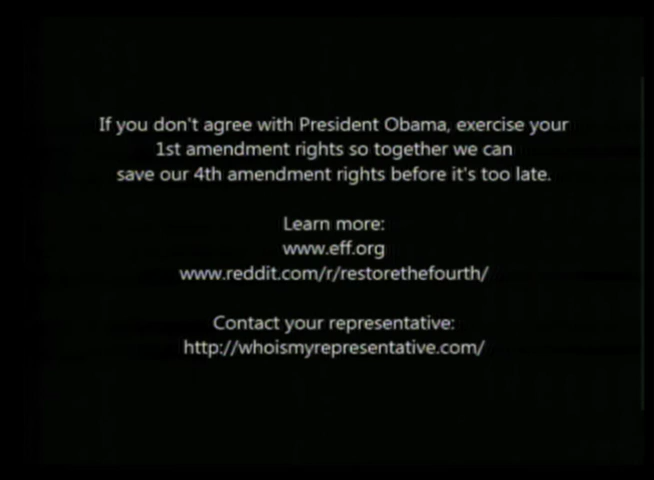 If you don't agree with President Obama, exercise your
1st amendment rights so together we can
save our 4th amendment rights before it's too late.
Learn more:
www.eff.org
www.reddit.com/r/restorethefourth/
Contact your representative:
http://whoismyrepresentative.com/